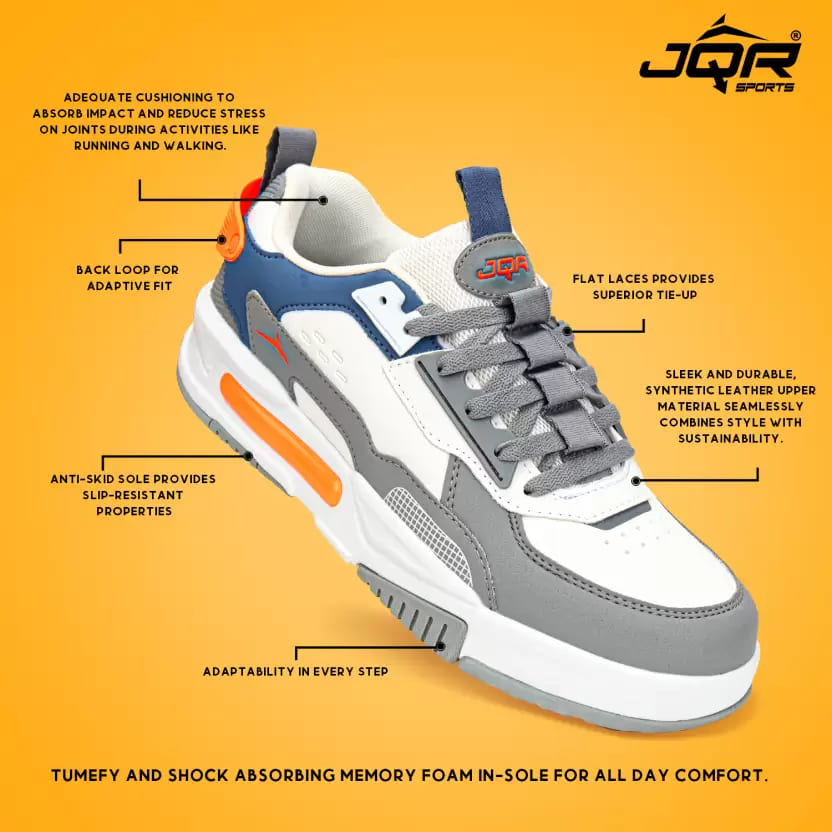 JQR®
SPORTS
ADEQUATE CUSHIONING TO
ABSORB IMPACT AND REDUCE STRESS
ON JOINTS DURING ACTIVITIES LIKE
RUNNING AND WALKING.
BACK LOOP FOR
ADAPTIVE FIT
JQR
FLAT LACES PROVIDES
SUPERIOR TIE-UP
SLEEK AND DURABLE,
SYNTHETIC LEATHER UPPER
MATERIAL SEAMLESSLY
COMBINES STYLE WITH
SUSTAINABILITY.
ANTI-SKID SOLE PROVIDES
SLIP-RESISTANT
PROPERTIES
ADAPTABILITY IN EVERY STEP
TUMEFY AND SHOCK ABSORBING MEMORY FOAM IN-SOLE FOR ALL DAY COMFORT.